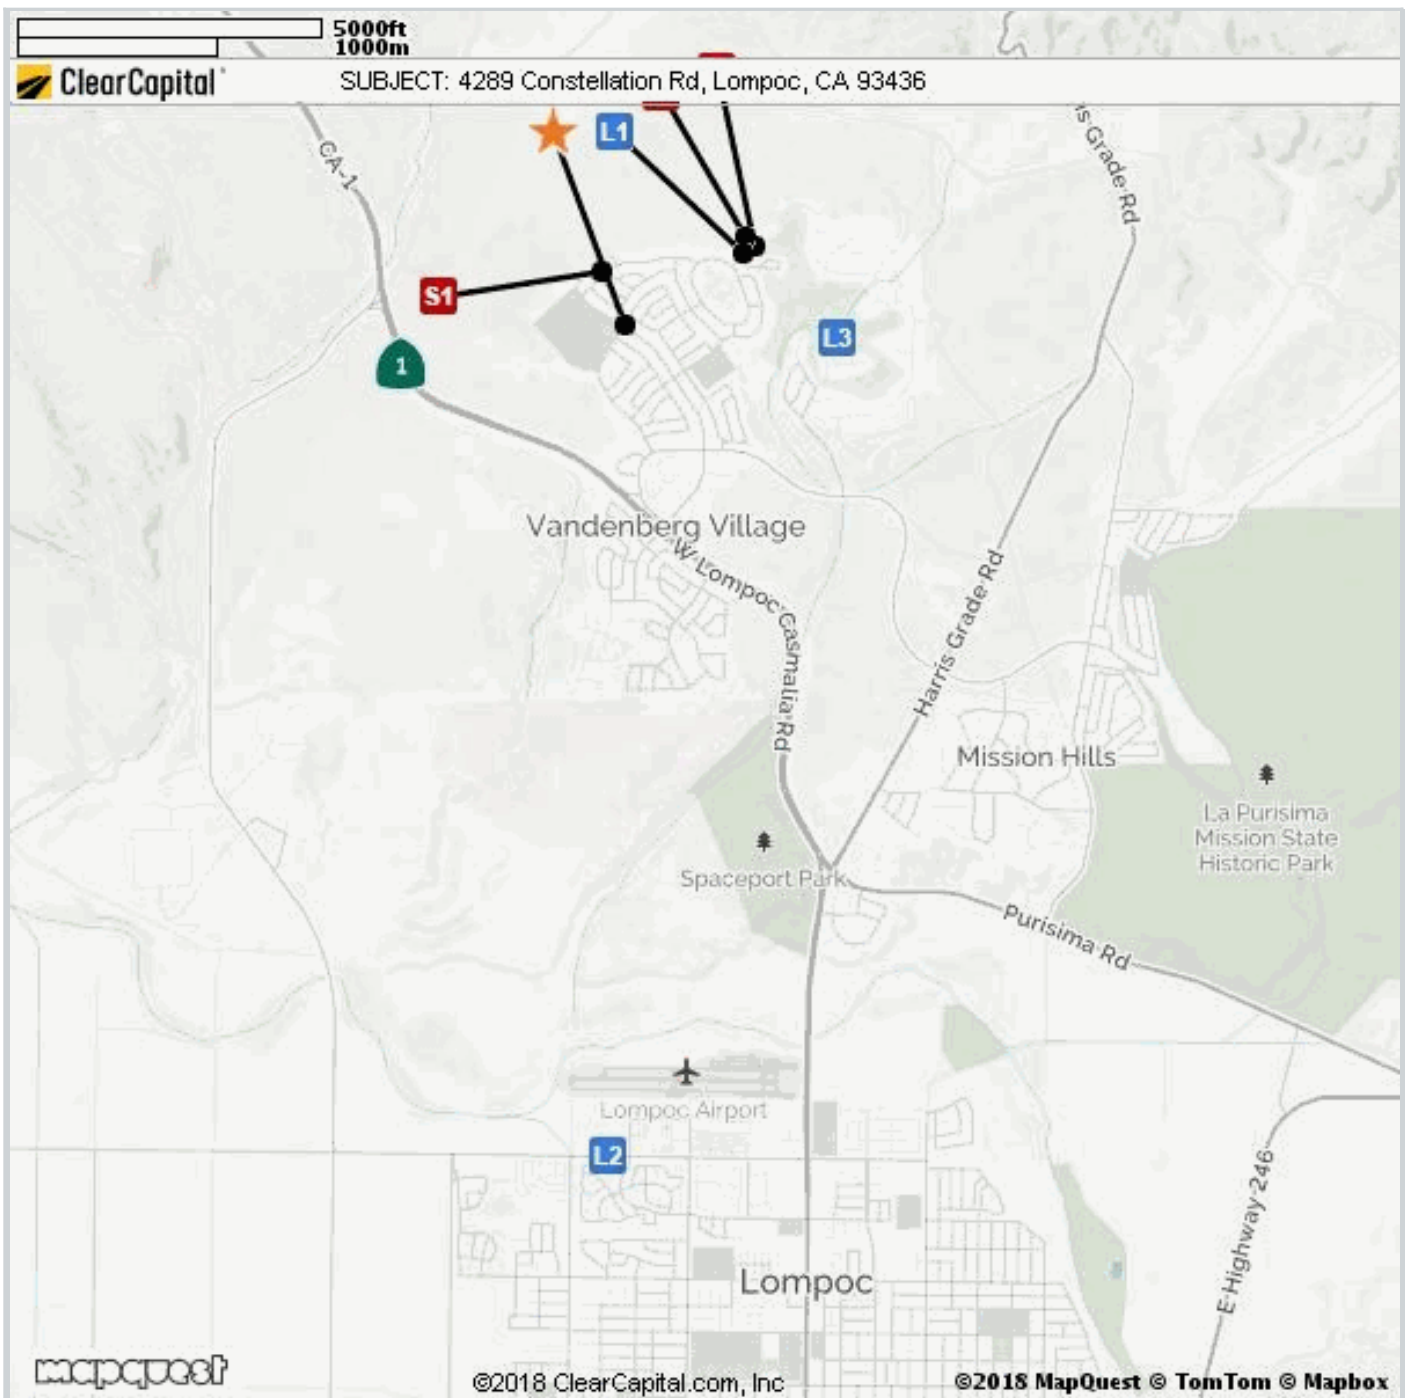 5000ft
1000m
ClearCapital
SUBJECT: 4289 Constellation Rd, Lompoc, CA 93436
L1
CA-1
is Grade Rd
S1
L3
1
Vandenberg Village
W Lompoc Casmalia Rd
Harris Grade Rd
Mission Hills
La Purisima
Mission State
Historic Park
Spaceport Park
Purisima Rd
Lompoc Airport
L2
E Highway 246
Lompoc
mapquest
©2018 ClearCapital.com, Inc
©2018 MapQuest © TomTom © Mapbox